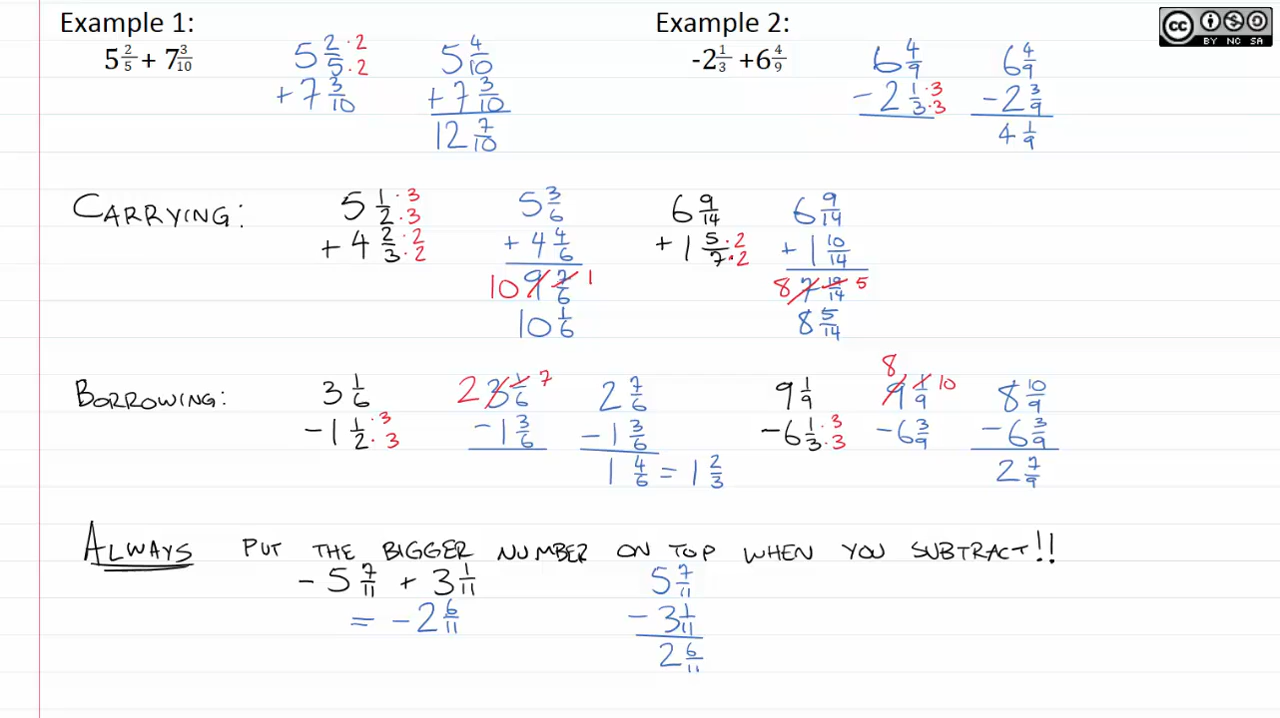 Example 1:
5 2/5 + 7 3/10
5 2/5 ·2 ·2
+ 7 3/10
5 4/10
+ 7 3/10
12 7/10
Example 2:
-2 1/3 +6 4/9
6 4/9
- 2 1/3 ·3 ·3
6 4/9
- 2 3/9
4 1/9
CC BY NC SA
CARRYING:
5 1/2 ·3 ·3
+ 4 2/3 ·2 ·2
5 3/6
+ 4 4/6
10 9 7/6 1
10 1/6
6 9/14
+ 1 5/7 ·2 ·2
6 9/14
+ 1 10/14
8 7 19/14 5
8 5/14
BORROWING:
3 1/6
- 1 1/2 ·3 ·3
2 3 1/6 7
- 1 3/6
2 7/6
- 1 3/6
1 4/6 = 1 2/3
9 1/9
- 6 1/3 ·3 ·3
8
9 1/9 10
- 6 3/9
8 10/9
- 6 3/9
2 7/9
ALWAYS PUT THE BIGGER NUMBER ON TOP WHEN YOU SUBTRACT!!
- 5 7/11 + 3 1/11
= - 2 6/11
5 7/11
- 3 1/11
2 6/11